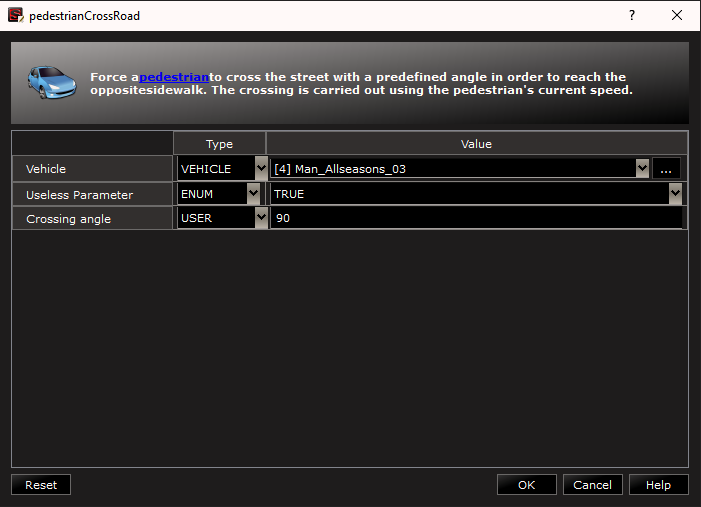 pedestrianCrossRoad
?
Force apedestrianto cross the street with a predefined angle in order to reach the
oppositesidewalk. The crossing is carried out using the pedestrian's current speed.
Type Value
Vehicle VEHICLE [4] Man_Allseasons_03 ...
Useless Parameter ENUM TRUE
Crossing angle USER 90
Reset OK Cancel Help